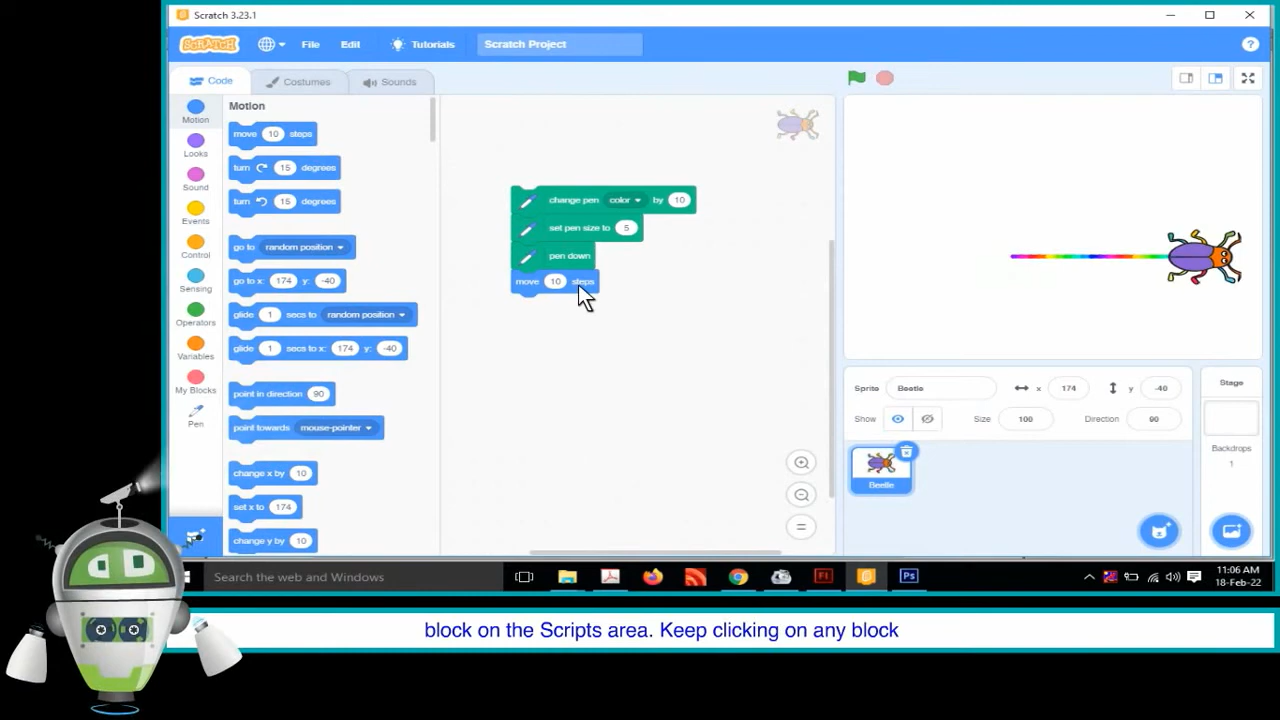 Scratch 3.23.1
SCRATCH File Edit Tutorials Scratch Project ?
Code Costumes Sounds
Motion
Looks
Sound
Events
Control
Sensing
Operators
Variables
My Blocks
Pen
Motion
move 10 steps
turn 15 degrees
turn 15 degrees
go to random position
go to x: 174 y: -40
glide 1 secs to random position
glide 1 secs to x: 174 y: -40
point in direction 90
point towards mouse-pointer
change x by 10
set x to 174
change y by 10
change pen color by 10
set pen size to 5
pen down
move 10 steps
Sprite Beetle x 174 y -40
Show Size 100 Direction 90
Beetle
Stage
Backdrops
1
Search the web and Windows
Fl
Ps
11:06 AM
18-Feb-22
block on the Scripts area. Keep clicking on any block